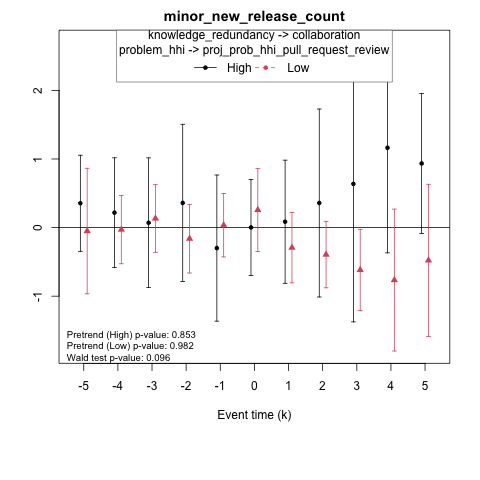 minor_new_release_count
knowledge_redundancy -> collaboration
problem_hhi -> proj_prob_hhi_pull_request_review
High Low
2
1
0
-1
Pretrend (High) p-value: 0.853
Pretrend (Low) p-value: 0.982
Wald test p-value: 0.096
-5 -4 -3 -2 -1 0 1 2 3 4 5
Event time (k)